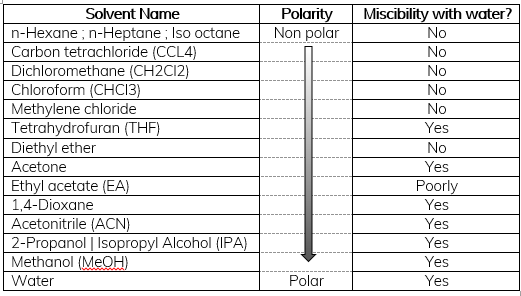 Solvent Name Polarity Miscibility with water?
n-Hexane ; n-Heptane ; Iso octane Non polar No
Carbon tetrachloride (CCL4) No
Dichloromethane (CH2Cl2) No
Chloroform (CHCl3) No
Methylene chloride No
Tetrahydrofuran (THF) Yes
Diethyl ether No
Acetone Yes
Ethyl acetate (EA) Poorly
1,4-Dioxane Yes
Acetonitrile (ACN) Yes
2-Propanol | Isopropyl Alcohol (IPA) Yes
Methanol (MeOH) Yes
Water Polar Yes